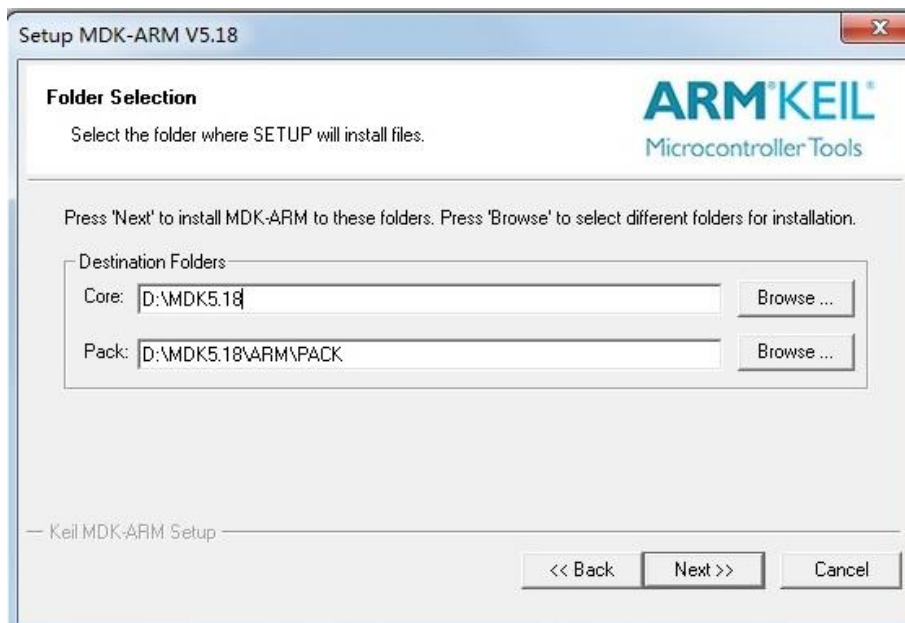 Setup MDK-ARM V5.18
Folder Selection
Select the folder where SETUP will install files.
ARM®KEIL®
Microcontroller Tools
Press 'Next' to install MDK-ARM to these folders. Press 'Browse' to select different folders for installation.
Destination Folders
Core: D:\MDK5.18 Browse ...
Pack: D:\MDK5.18\ARM\PACK Browse ...
Keil MDK-ARM Setup
<< Back Next >> Cancel